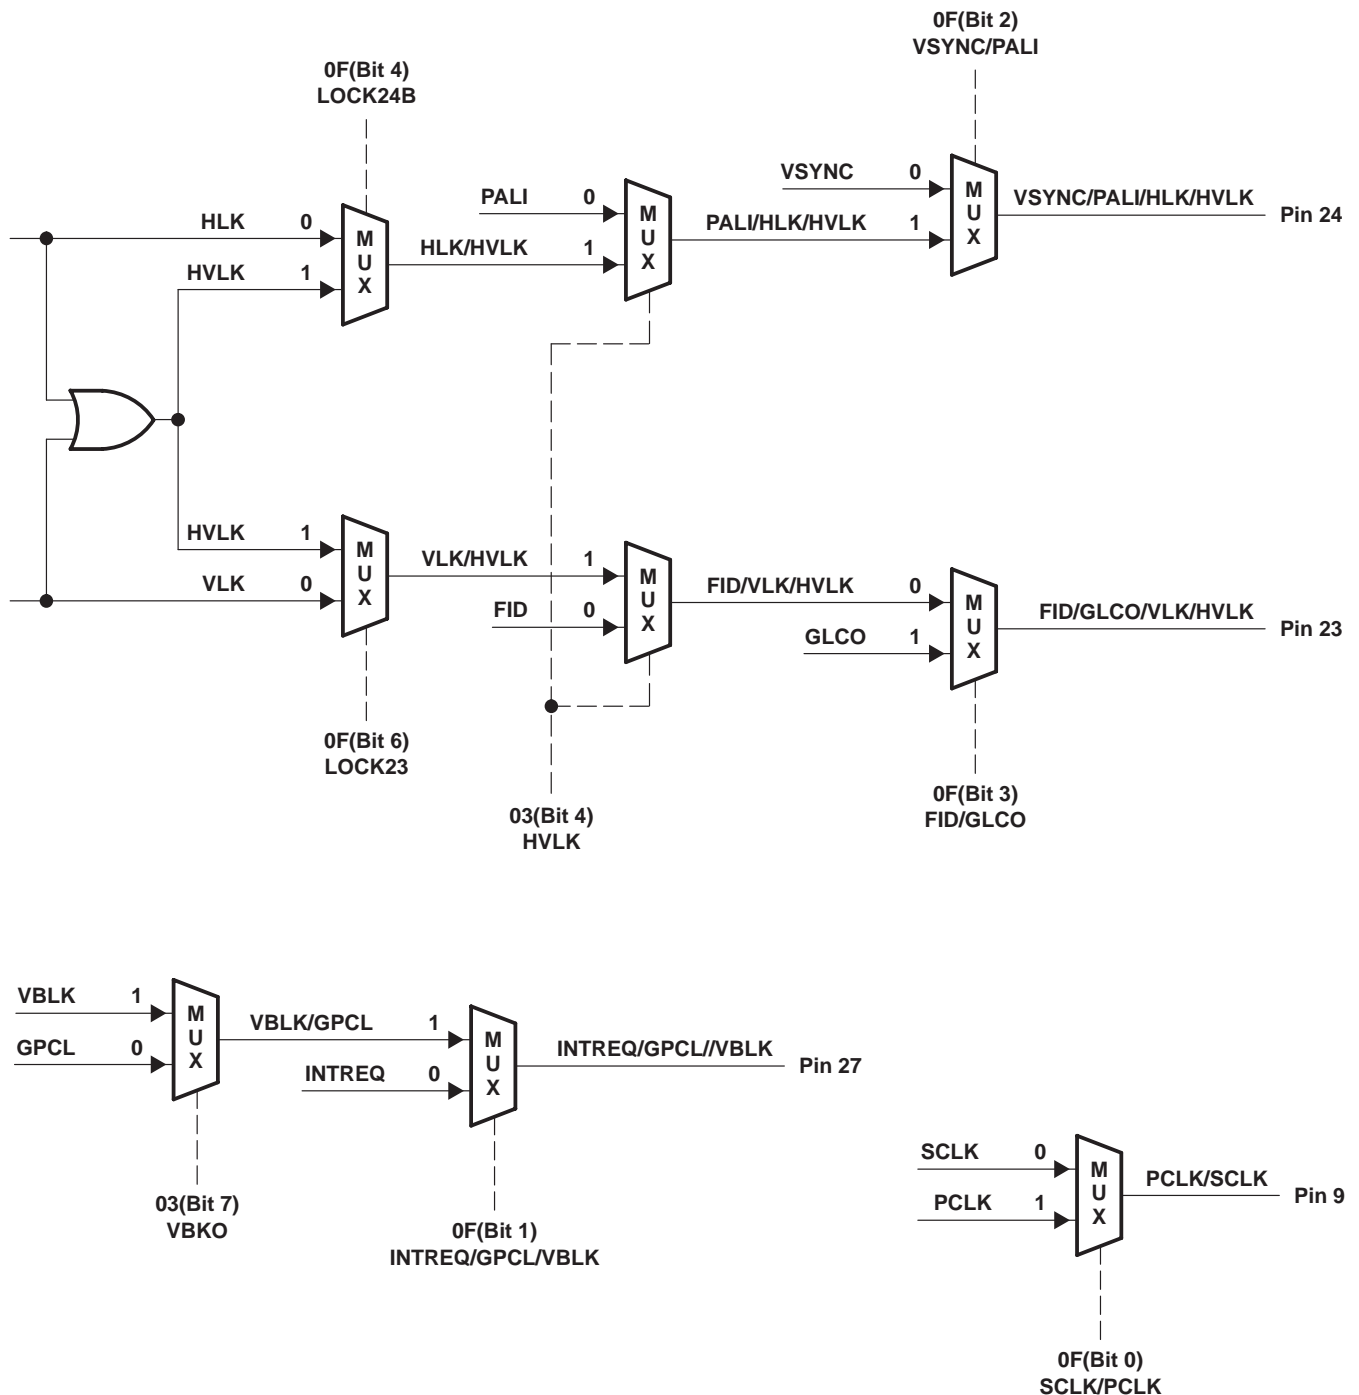 0F(Bit 2)
VSYNC/PALI
0F(Bit 4)
LOCK24B
VSYNC 0
M
U
X
VSYNC/PALI/HLK/HVLK
Pin 24
PALI 0
M
U
X
PALI/HLK/HVLK 1
HLK 0
M
U
X
HLK/HVLK 1
HVLK 1
HVLK 1
M
U
X
VLK/HVLK 1
M
U
X
VLK 0
FID 0
FID/VLK/HVLK 0
M
U
X
FID/GLCO/VLK/HVLK
Pin 23
GLCO 1
0F(Bit 6)
LOCK23
03(Bit 4)
HVLK
0F(Bit 3)
FID/GLCO
VBLK 1
M
U
X
GPCL 0
VBLK/GPCL 1
M
U
X
INTREQ 0
INTREQ/GPCL//VBLK
Pin 27
03(Bit 7)
VBKO
0F(Bit 1)
INTREQ/GPCL/VBLK
SCLK 0
M
U
X
PCLK 1
PCLK/SCLK
Pin 9
0F(Bit 0)
SCLK/PCLK